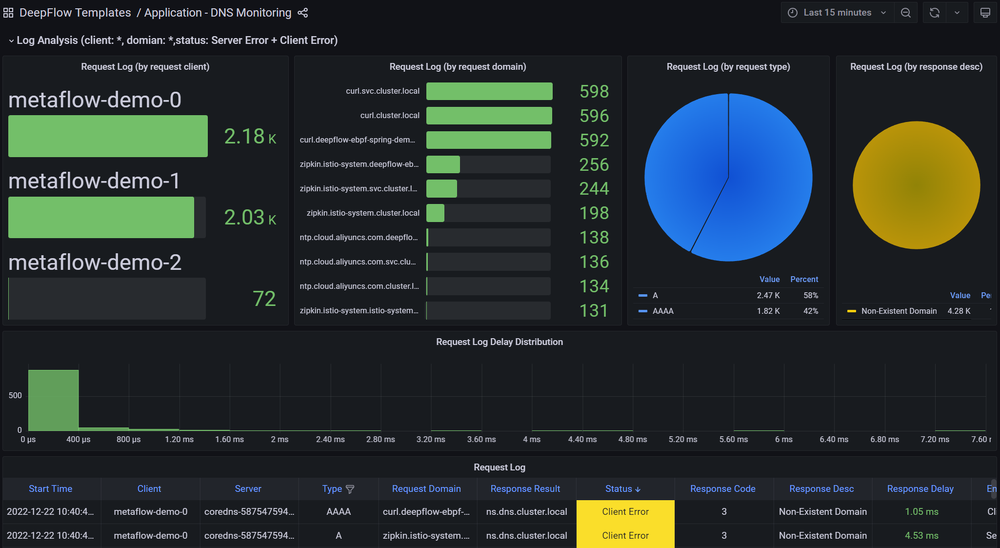 DeepFlow Templates / Application - DNS Monitoring
Last 15 minutes
Log Analysis (client: *, domian: *,status: Server Error + Client Error)
Request Log (by request client)
metaflow-demo-0
2.18 K
metaflow-demo-1
2.03 K
metaflow-demo-2
72
Request Log (by request domain)
curl.svc.cluster.local 598
curl.cluster.local 596
curl.deepflow-ebpf-spring-dem... 592
zipkin.istio-system.deepflow-eb... 256
zipkin.istio-system.svc.cluster.l... 244
zipkin.istio-system.cluster.local 198
ntp.cloud.aliyuncs.com.deepflo... 138
ntp.cloud.aliyuncs.com.svc.clu... 136
ntp.cloud.aliyuncs.com.cluster.l... 134
zipkin.istio-system.istio-system... 131
Request Log (by request type)
Value Percent
A 2.47 K 58%
AAAA 1.82 K 42%
Request Log (by response desc)
Value Per
Non-Existent Domain 4.28 K
Request Log Delay Distribution
500
0
0 μs 400 μs 800 μs 1.20 ms 1.60 ms 2 ms 2.40 ms 2.80 ms 3.20 ms 3.60 ms 4 ms 4.40 ms 4.80 ms 5.20 ms 5.60 ms 6 ms 6.40 ms 6.80 ms 7.20 ms 7.60 m
Request Log
Start Time Client Server Type Request Domain Response Result Status ↓ Response Code Response Desc Response Delay
2022-12-22 10:40:4... metaflow-demo-0 coredns-587547594... AAAA curl.deepflow-ebpf-... ns.dns.cluster.local Client Error 3 Non-Existent Domain 1.05 ms Cl
2022-12-22 10:40:4... metaflow-demo-0 coredns-587547594... A zipkin.istio-system.... ns.dns.cluster.local Client Error 3 Non-Existent Domain 4.53 ms Se